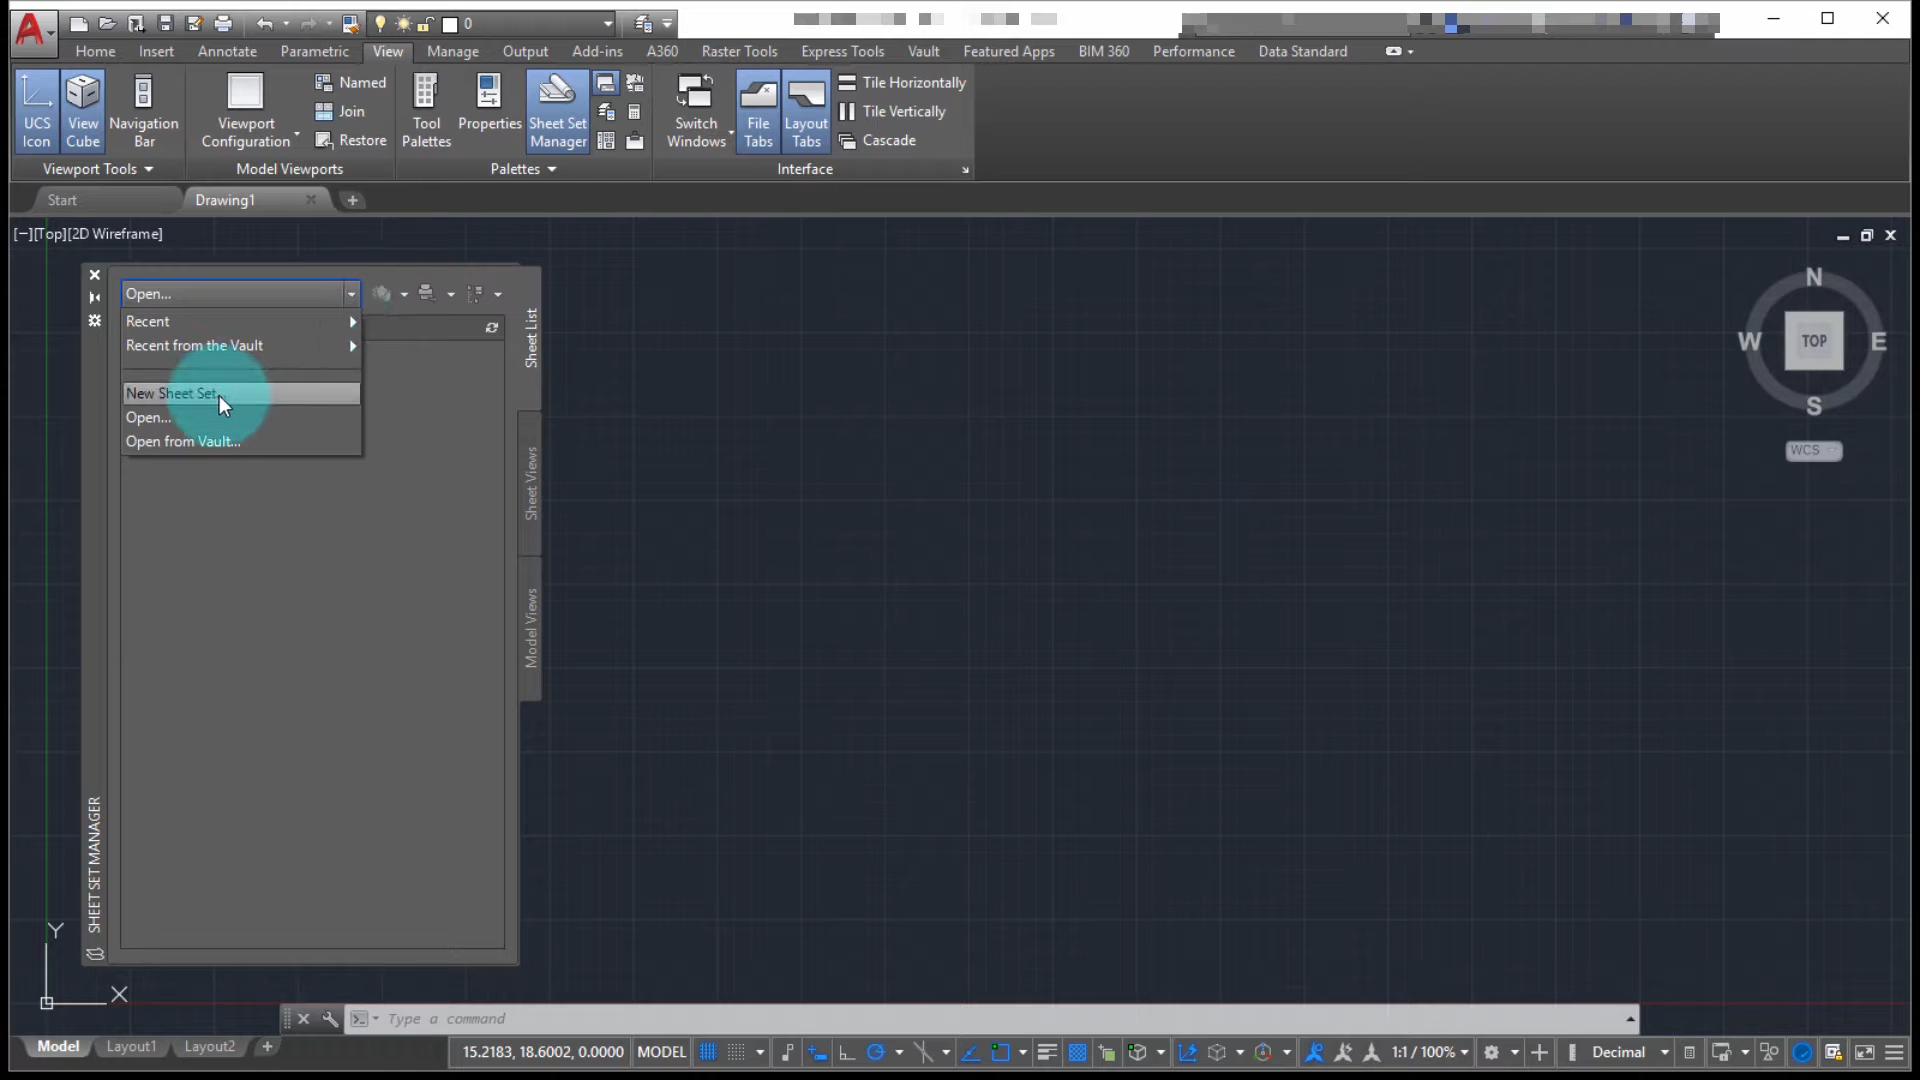 0
Home Insert Annotate Parametric View Manage Output Add-ins A360 Raster Tools Express Tools Vault Featured Apps BIM 360 Performance Data Standard
UCS Icon
View Cube
Navigation Bar
Viewport Configuration
Named
Join
Restore
Tool Palettes
Properties
Sheet Set Manager
Switch Windows
File Tabs
Layout Tabs
Tile Horizontally
Tile Vertically
Cascade
Viewport Tools Model Viewports Palettes Interface
Start Drawing1
[−][Top][2D Wireframe]
Open...
Recent
Recent from the Vault
New Sheet Set...
Open...
Open from Vault...
Sheet List
Sheet Views
Model Views
SHEET SET MANAGER
N
W TOP E
S
WCS
Y
X
Type a command
Model Layout1 Layout2 15.2183, 18.6002, 0.0000 MODEL 1:1 / 100% Decimal